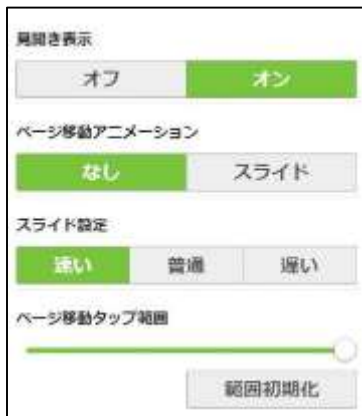 見開き表示
オフ オン
ページ移動アニメーション
なし スライド
スライド設定
速い 普通 遅い
ページ移動タップ範囲
範囲初期化